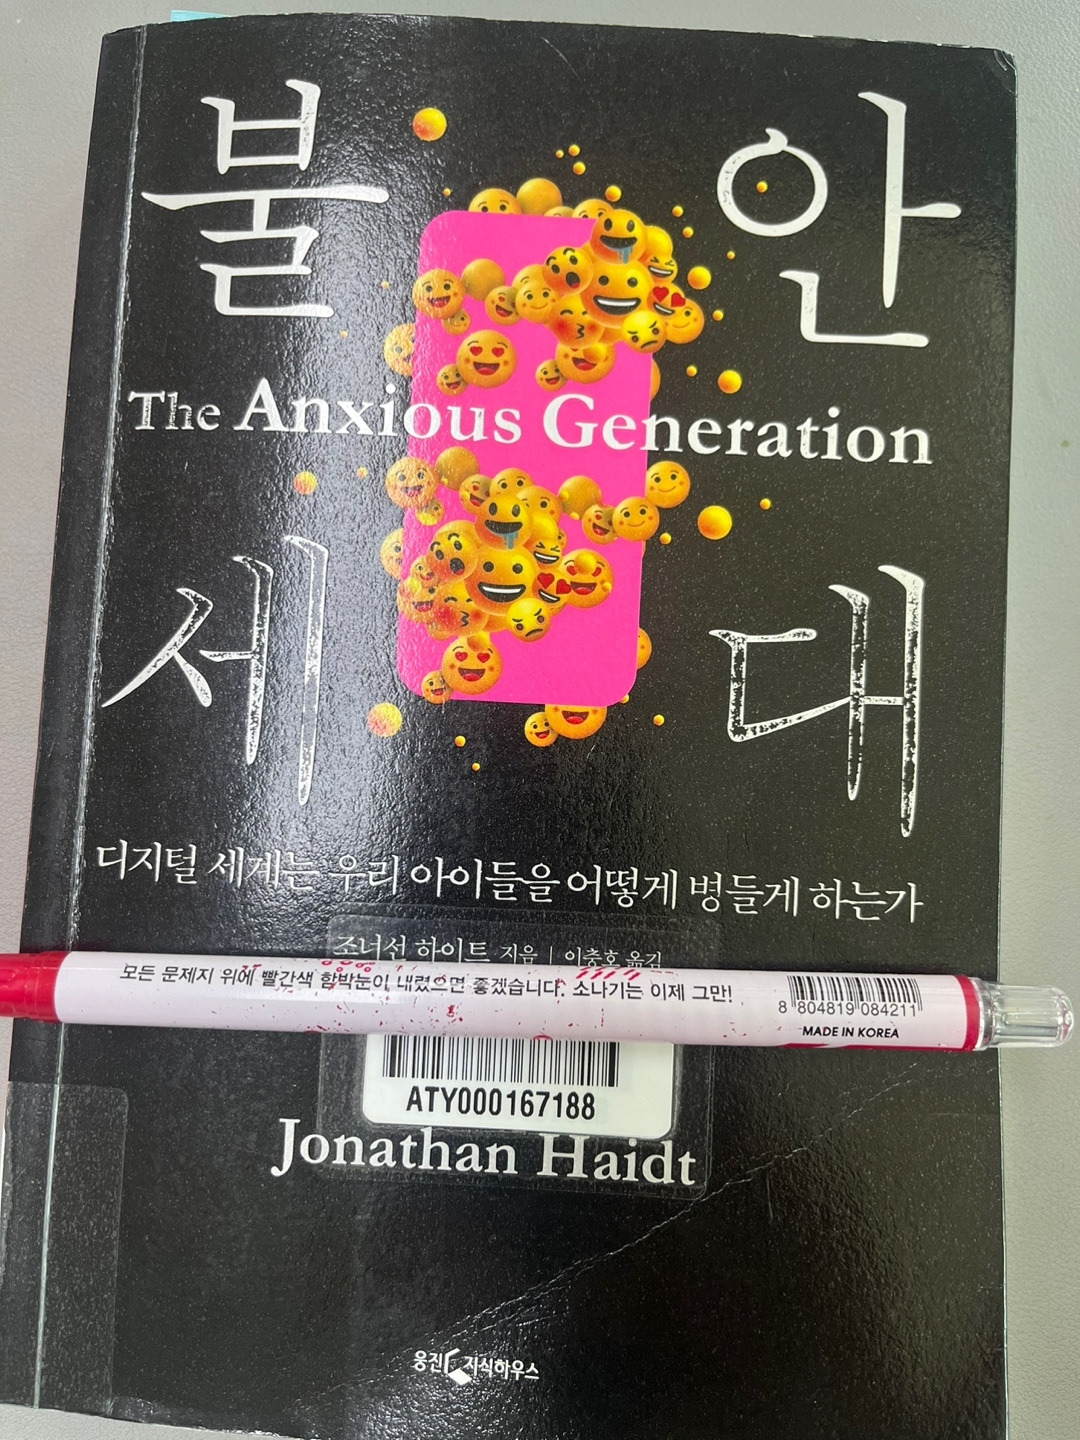 불 안
The Anxious Generation
세 대
디지털 세계는 우리 아이들을 어떻게 병들게 하는가
조너선 하이트 지음 | 이충호 옮김
모든 문제지 위에 빨간색 함박눈이 내렸으면 좋겠습니다. 소나기는 이제 그만!
8 804819 084211
MADE IN KOREA
ATY000167188
Jonathan Haidt
웅진 지식하우스